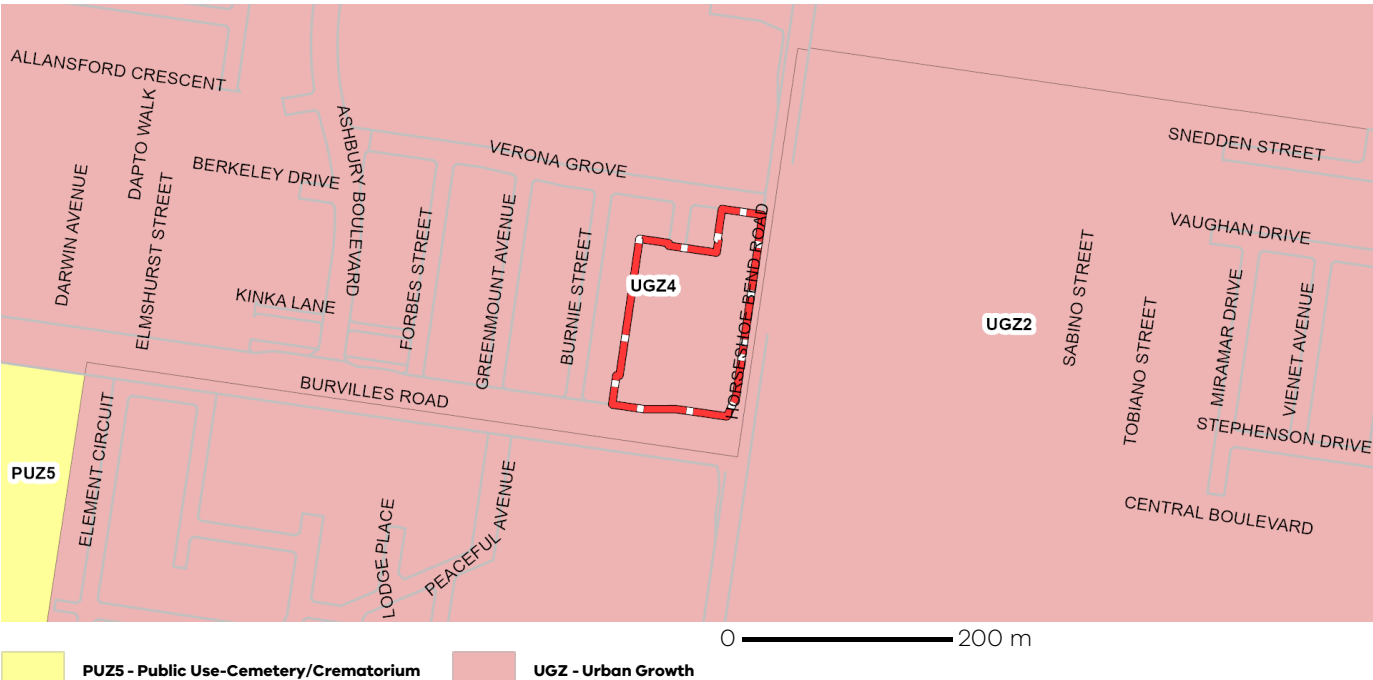 ALLANSFORD CRESCENT
DAPTO WALK
ASHBURY BOULEVARD
VERONA GROVE
SNEDDEN STREET
BERKELEY DRIVE
DARWIN AVENUE
ELMSHURST STREET
FORBES STREET
GREENMOUNT AVENUE
BURNIE STREET
HORSESHOE BEND ROAD
VAUGHAN DRIVE
SABINO STREET
UGZ4
KINKA LANE
UGZ2
TOBIANO STREET
MIRAMAR DRIVE
VIENET AVENUE
BURVILLES ROAD
STEPHENSON DRIVE
ELEMENT CIRCUIT
PUZ5
LODGE PLACE
PEACEFUL AVENUE
CENTRAL BOULEVARD
0 200 m
PUZ5 - Public Use-Cemetery/Crematorium
UGZ - Urban Growth